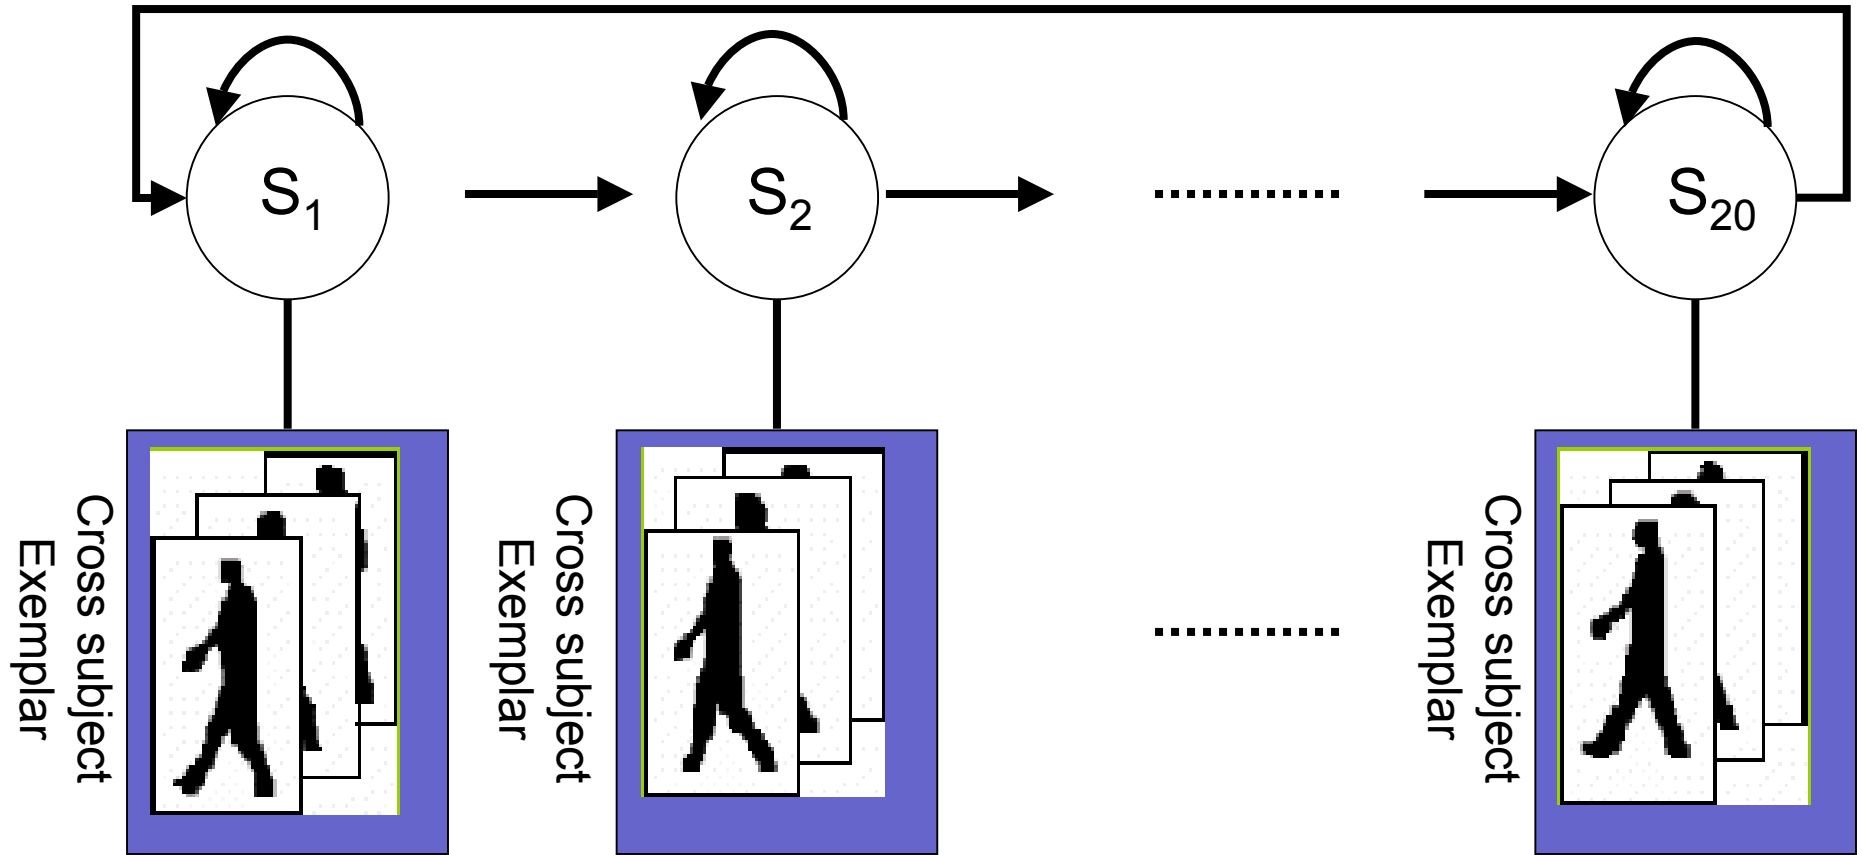 S1
S2
S20
Cross subject
Exemplar
Cross subject
Exemplar
Cross subject
Exemplar